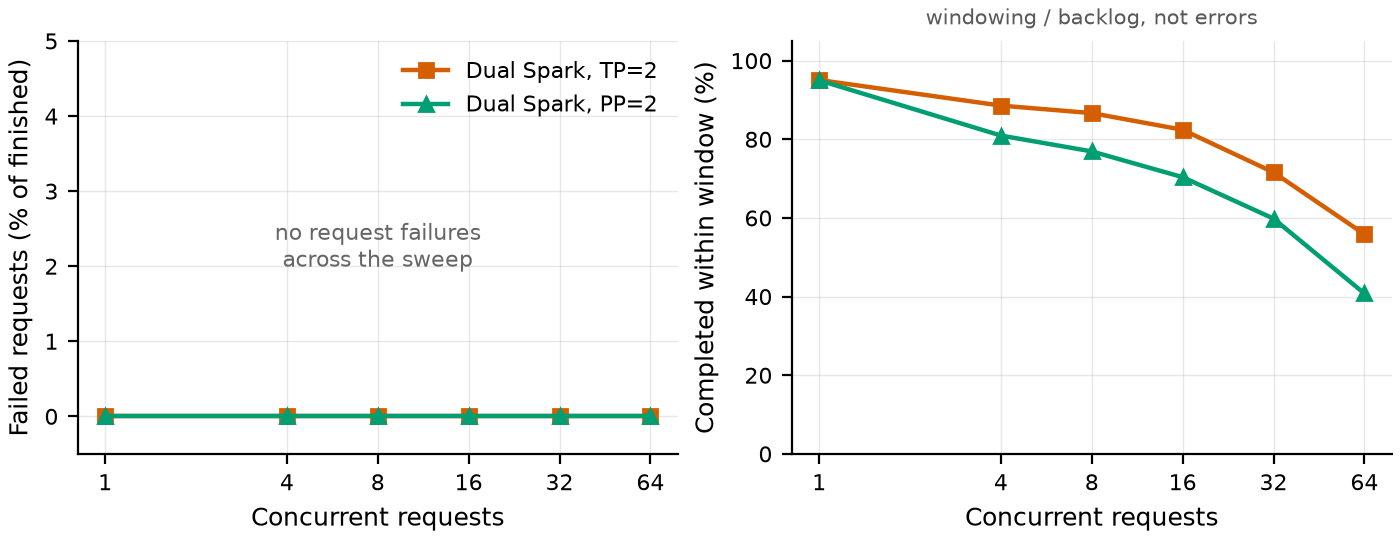 Failed requests (% of finished)
5
4
3
2
1
0
Dual Spark, TP=2
Dual Spark, PP=2
no request failures
across the sweep
1
4
8
16
32
64
Concurrent requests
windowing / backlog, not errors
Completed within window (%)
100
80
60
40
20
0
1
4
8
16
32
64
Concurrent requests